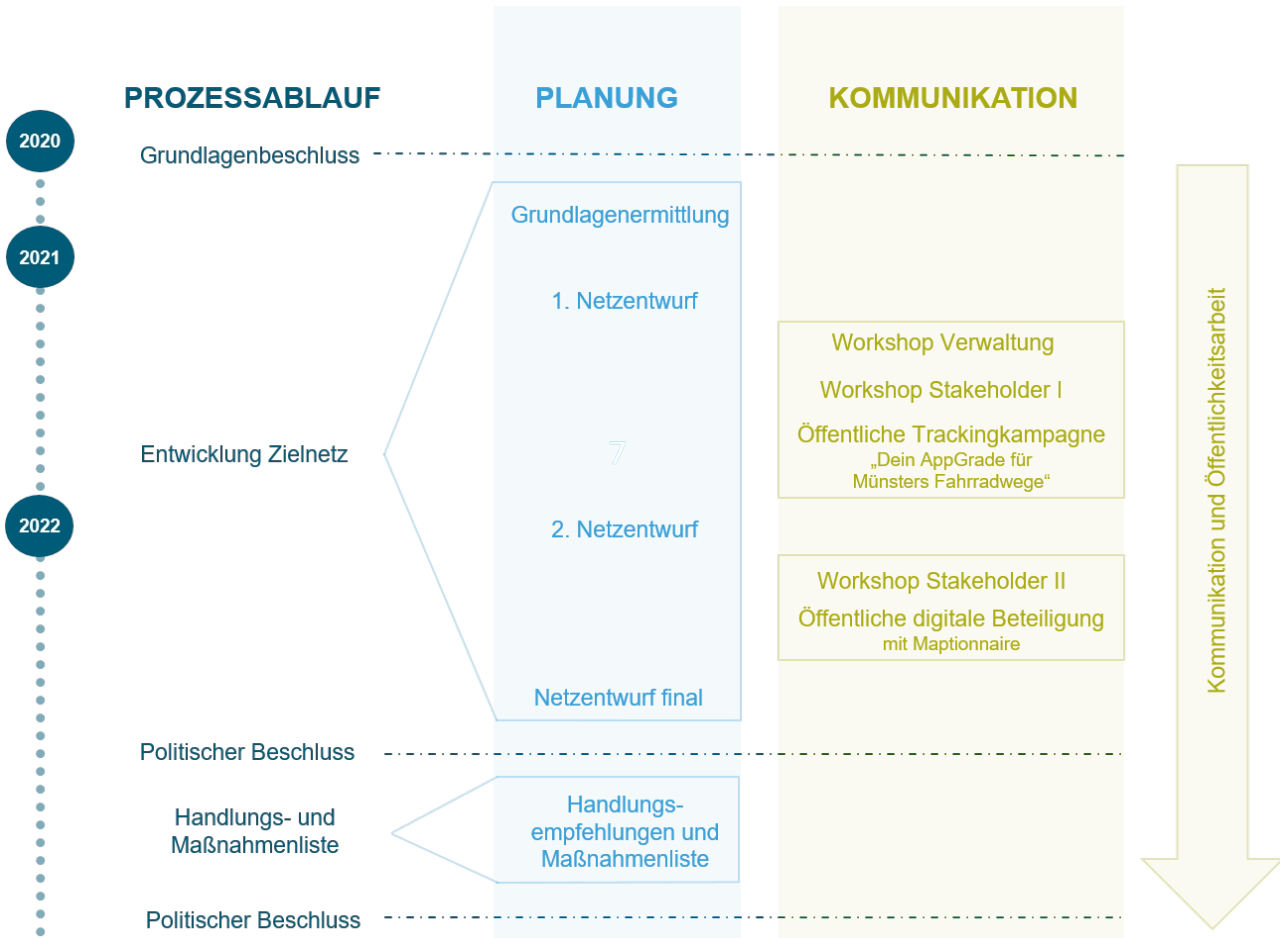 PROZESSABLAUF
PLANUNG
KOMMUNIKATION
2020
Grundlagenbeschluss
Grundlagenermittlung
2021
1. Netzentwurf
Workshop Verwaltung
Workshop Stakeholder I
Öffentliche Trackingkampagne
„Dein AppGrade für
Münsters Fahrradwege“
Entwicklung Zielnetz
7
2022
2. Netzentwurf
Workshop Stakeholder II
Öffentliche digitale Beteiligung
mit Maptionnaire
Netzentwurf final
Politischer Beschluss
Handlungs- und
Maßnahmenliste
Handlungs-
empfehlungen und
Maßnahmenliste
Politischer Beschluss
Kommunikation und Öffentlichkeitsarbeit